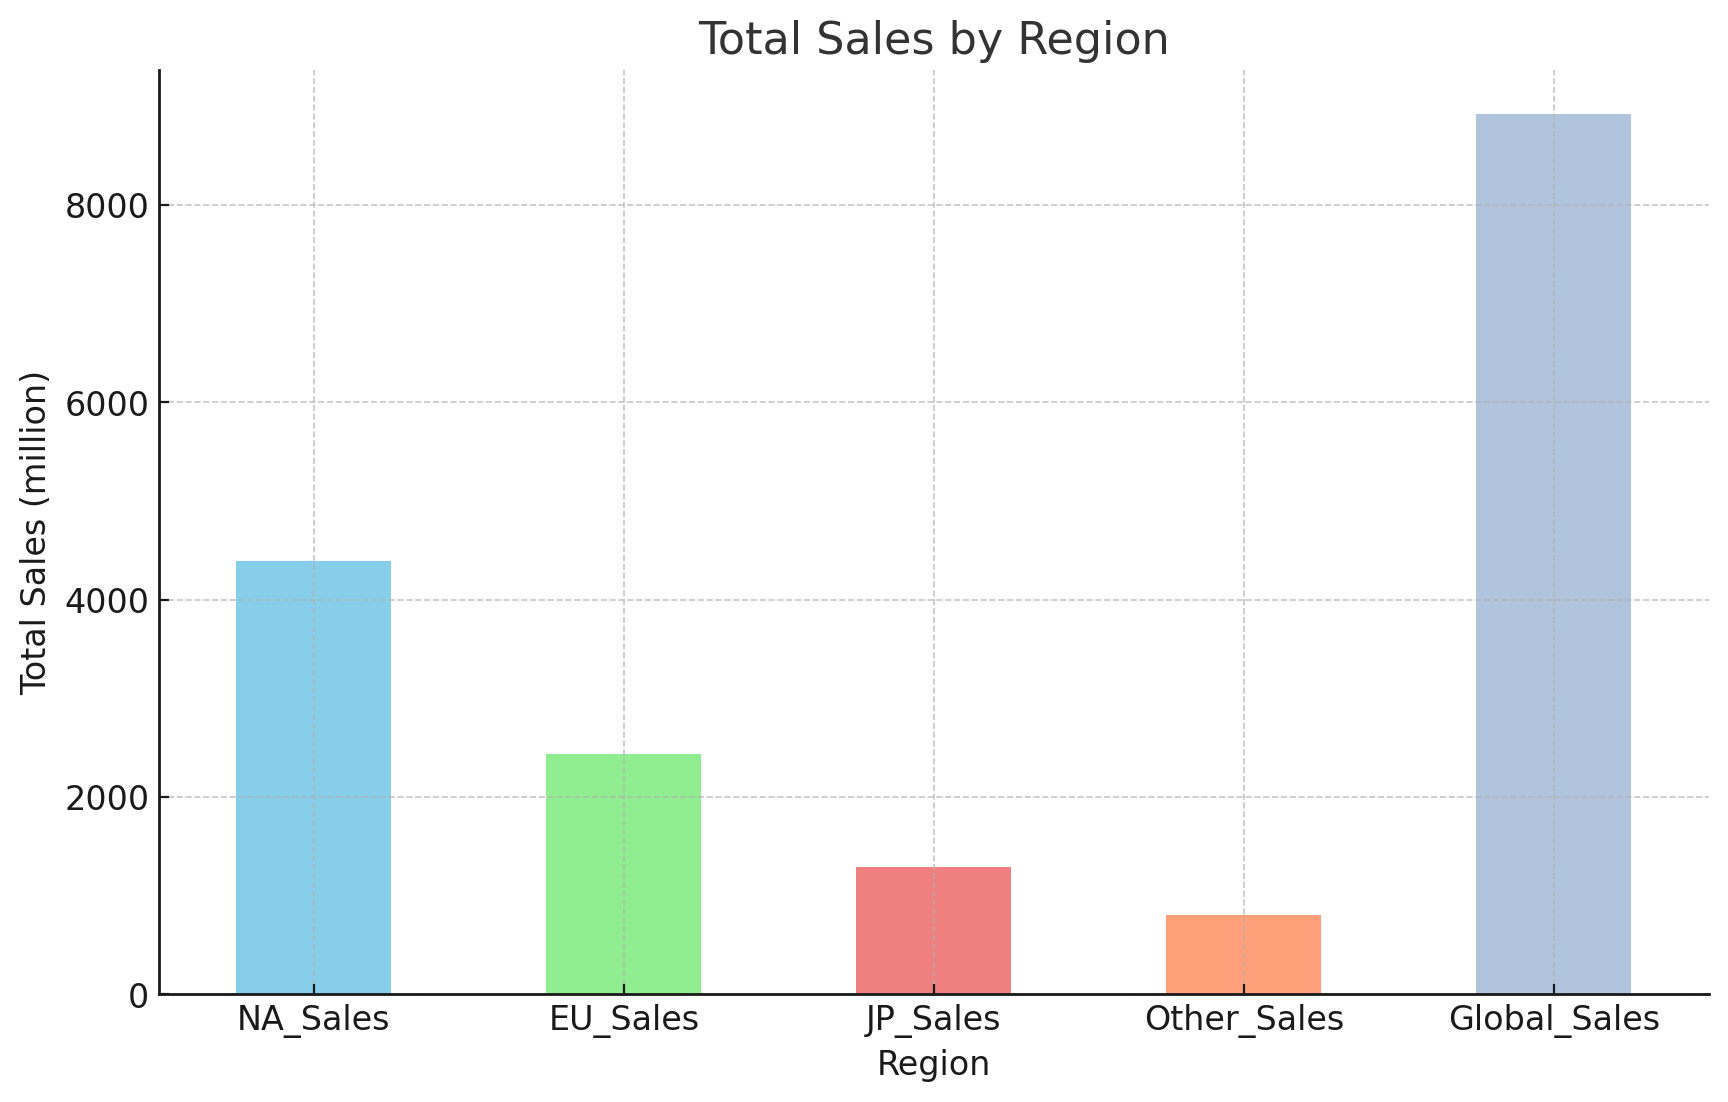 Total Sales by Region
Total Sales (million)
8000
6000
4000
2000
0
NA_Sales
EU_Sales
JP_Sales
Other_Sales
Global_Sales
Region